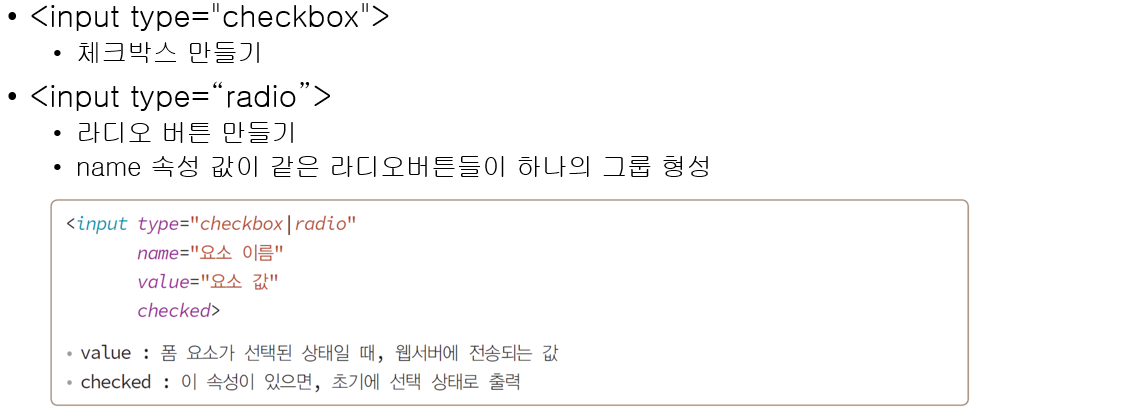 • <input type="checkbox">
• 체크박스 만들기
• <input type=“radio”>
• 라디오 버튼 만들기
• name 속성 값이 같은 라디오버튼들이 하나의 그룹 형성
<input type="checkbox|radio"
name="요소 이름"
value="요소 값"
checked>
• value : 폼 요소가 선택된 상태일 때, 웹서버에 전송되는 값
• checked : 이 속성이 있으면, 초기에 선택 상태로 출력